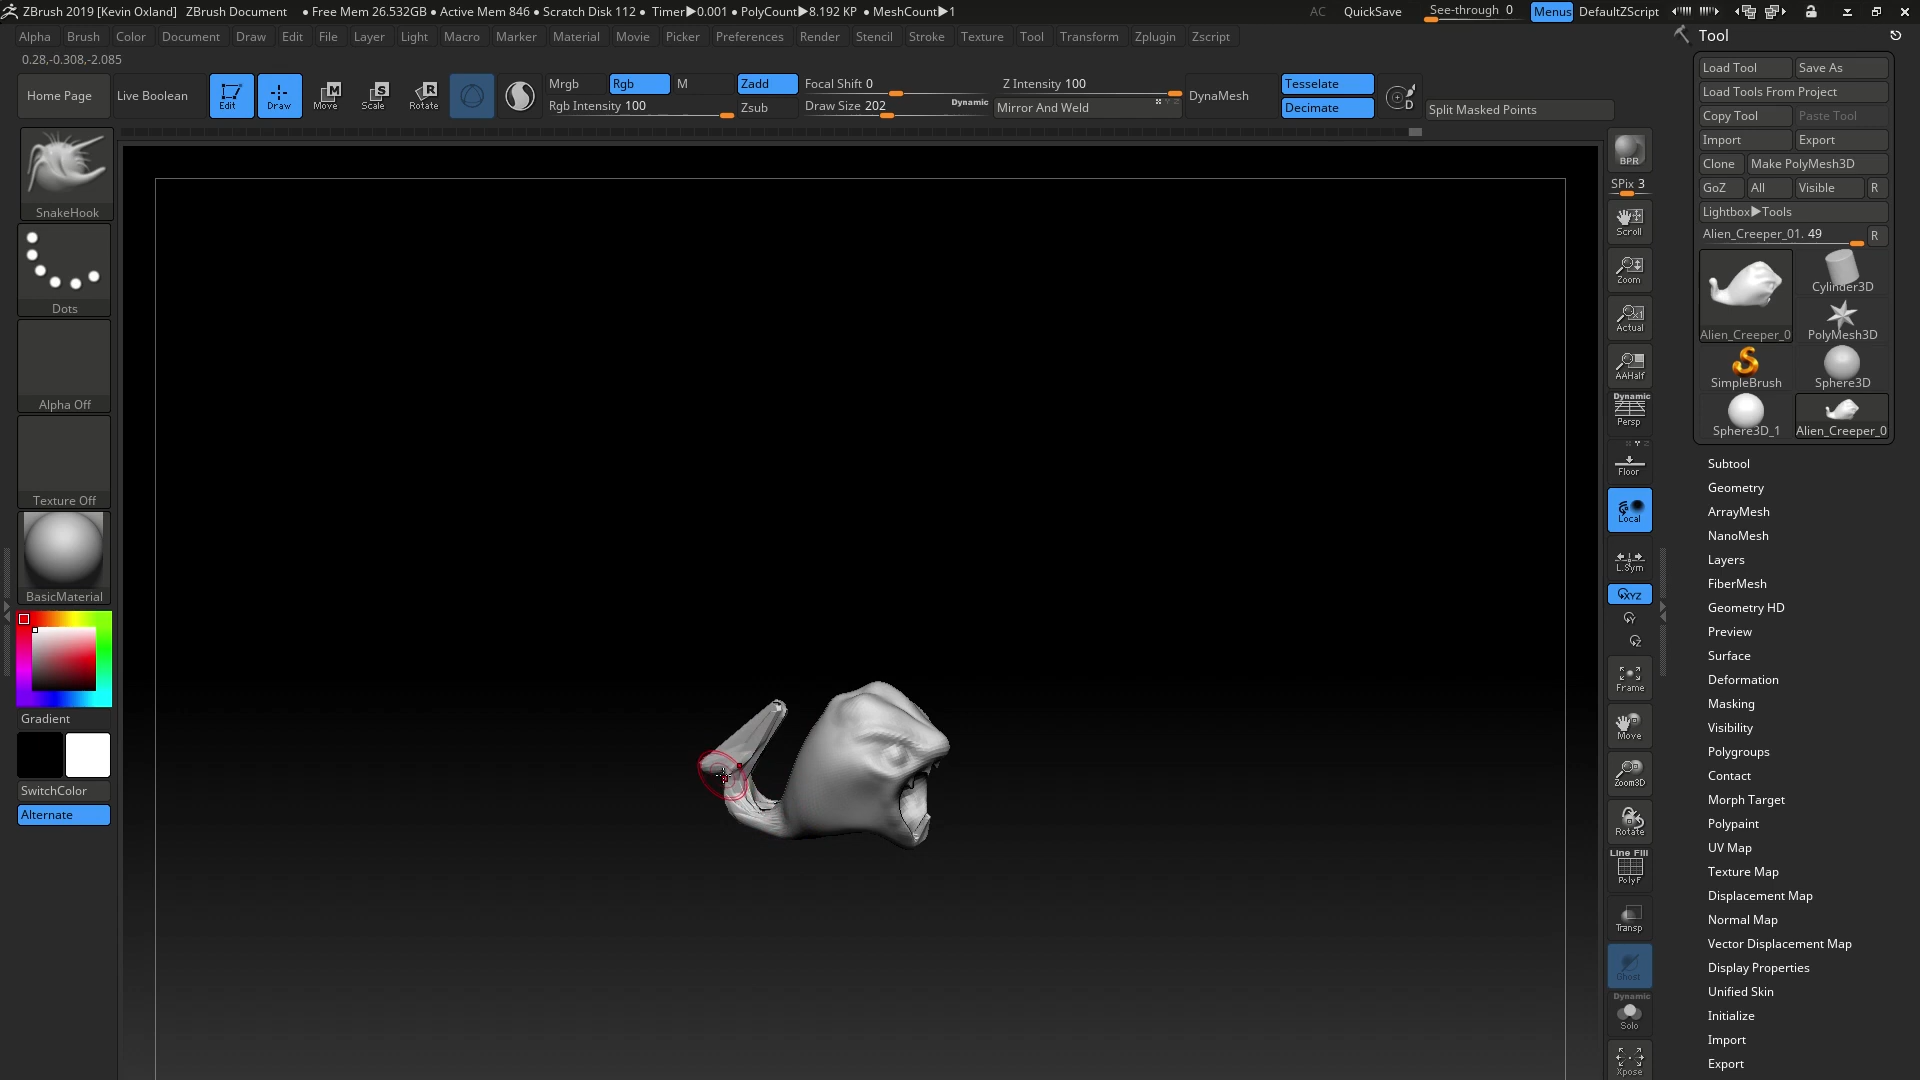 ZBrush 2019 [Kevin Oxland] ZBrush Document ● Free Mem 26.532GB ● Active Mem 846 ● Scratch Disk 112 ● Timer▶0.001 ● PolyCount▶8.192 KP ● MeshCount▶1 AC QuickSave See-through 0 Menus DefaultZScript
Alpha Brush Color Document Draw Edit File Layer Light Macro Marker Material Movie Picker Preferences Render Stencil Stroke Texture Tool Transform Zplugin Zscript
Tool
0.28,-0.308,-2.085
Home Page Live Boolean Edit Draw Move Scale Rotate
Mrgb Rgb M Zadd Focal Shift 0 Z Intensity 100
Rgb Intensity 100 Zsub Draw Size 202 Dynamic Mirror And Weld
DynaMesh
Tesselate
Decimate
Split Masked Points
SnakeHook
Dots
Alpha Off
Texture Off
BasicMaterial
Gradient
SwitchColor
Alternate
BPR
SPix 3
Scroll
Zoom
Actual
AAHalf
Dynamic
Persp
Floor
Local
L.Sym
XYZ
Y
Z
Frame
Move
Zoom3D
Rotate
Line Fill
PolyF
Transp
Ghost
Dynamic
Solo
Xpose
Load Tool Save As
Load Tools From Project
Copy Tool Paste Tool
Import Export
Clone Make PolyMesh3D
GoZ All Visible R
Lightbox▶Tools
Alien_Creeper_01. 49 R
Cylinder3D
Alien_Creeper_0 PolyMesh3D
SimpleBrush Sphere3D
Sphere3D_1 Alien_Creeper_0
Subtool
Geometry
ArrayMesh
NanoMesh
Layers
FiberMesh
Geometry HD
Preview
Surface
Deformation
Masking
Visibility
Polygroups
Contact
Morph Target
Polypaint
UV Map
Texture Map
Displacement Map
Normal Map
Vector Displacement Map
Display Properties
Unified Skin
Initialize
Import
Export